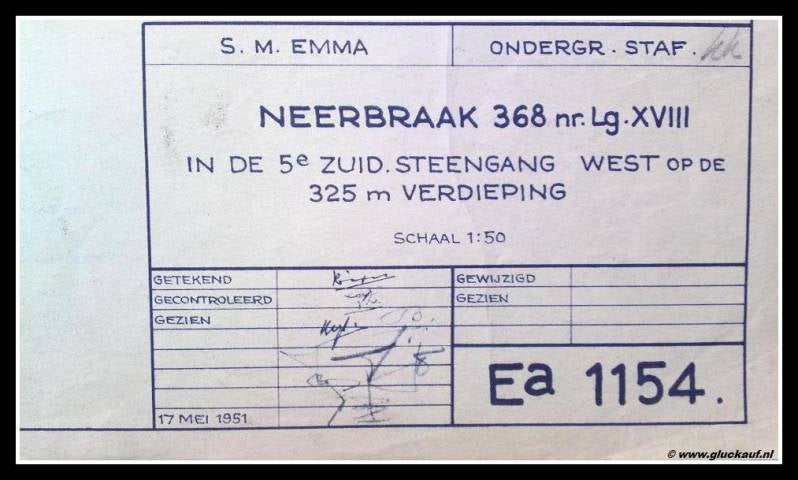 S. M. EMMA
ONDERGR. STAF.
NEERBRAAK 368 nr. Lg. XVIII
IN DE 5e ZUID. STEENGANG WEST OP DE
325 m VERDIEPING
SCHAAL 1:50
GETEKEND
GECONTROLEERD
GEZIEN
17 MEI 1951
GEWIJZIGD
GEZIEN
Ea 1154.
© www.gluckauf.nl